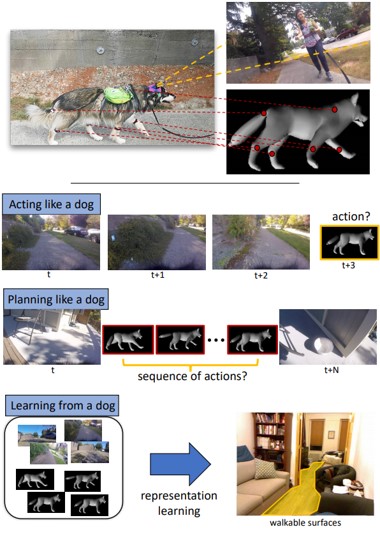 Acting like a dog
action?
t
t+1
t+2
t+3
Planning like a dog
t
sequence of actions?
t+N
Learning from a dog
representation
learning
walkable surfaces